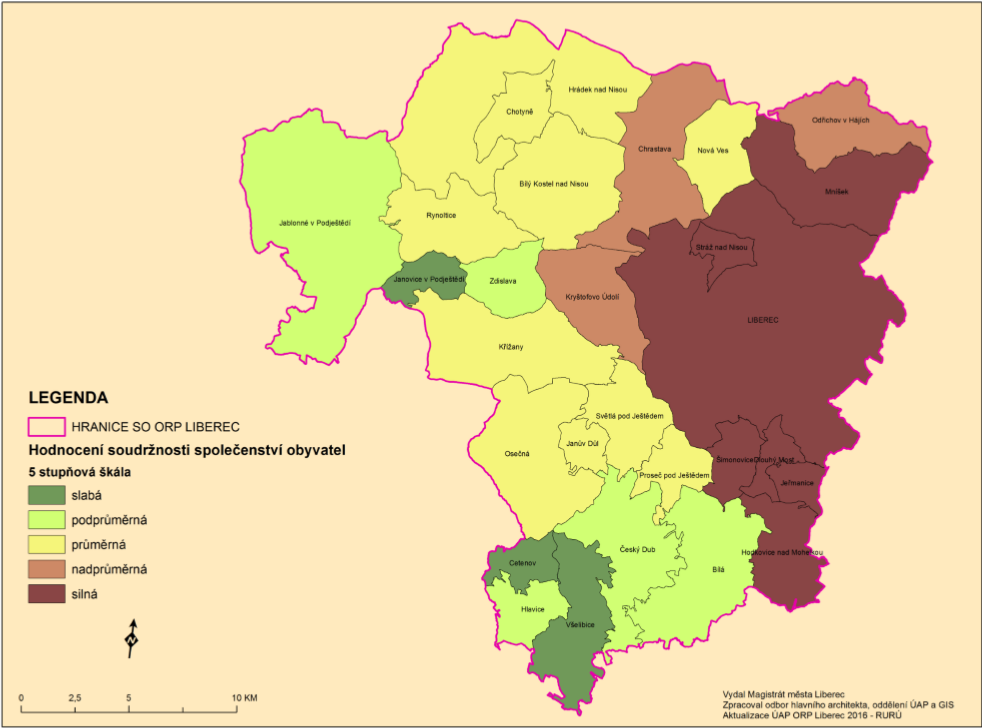 Hrádek nad Nisou
Chotyně
Odřichov v Hájích
Chrastava
Nová Ves
Bílý Kostel nad Nisou
Mníšek
Rynoltice
Jablonné v Podještědí
Stráž nad Nisou
Janovice v Podještědí
Zdislava
Kryštofovo Údolí
LIBEREC
Křižany
LEGENDA
HRANICE SO ORP LIBEREC
Hodnocení soudržnosti společenství obyvatel
5 stupňová škála
slabá
podprůměrná
průměrná
nadprůměrná
silná
Světlá pod Ještědem
Janův Důl
Osečná
Šimonovice
Dlouhý Most
Proseč pod Ještědem
Jeřmanice
Český Dub
Hodkovice nad Mohelkou
Cetenov
Bílá
Hlavice
Všelibice
N
0 2,5 5 10 KM
Vydal Magistrát města Liberec
Zpracoval odbor hlavního architekta, oddělení ÚAP a GIS
Aktualizace ÚAP ORP Liberec 2016 - RURÚ